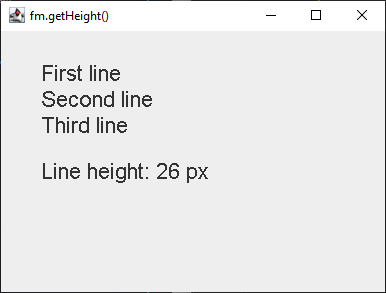 fm.getHeight()
First line
Second line
Third line
Line height: 26 px